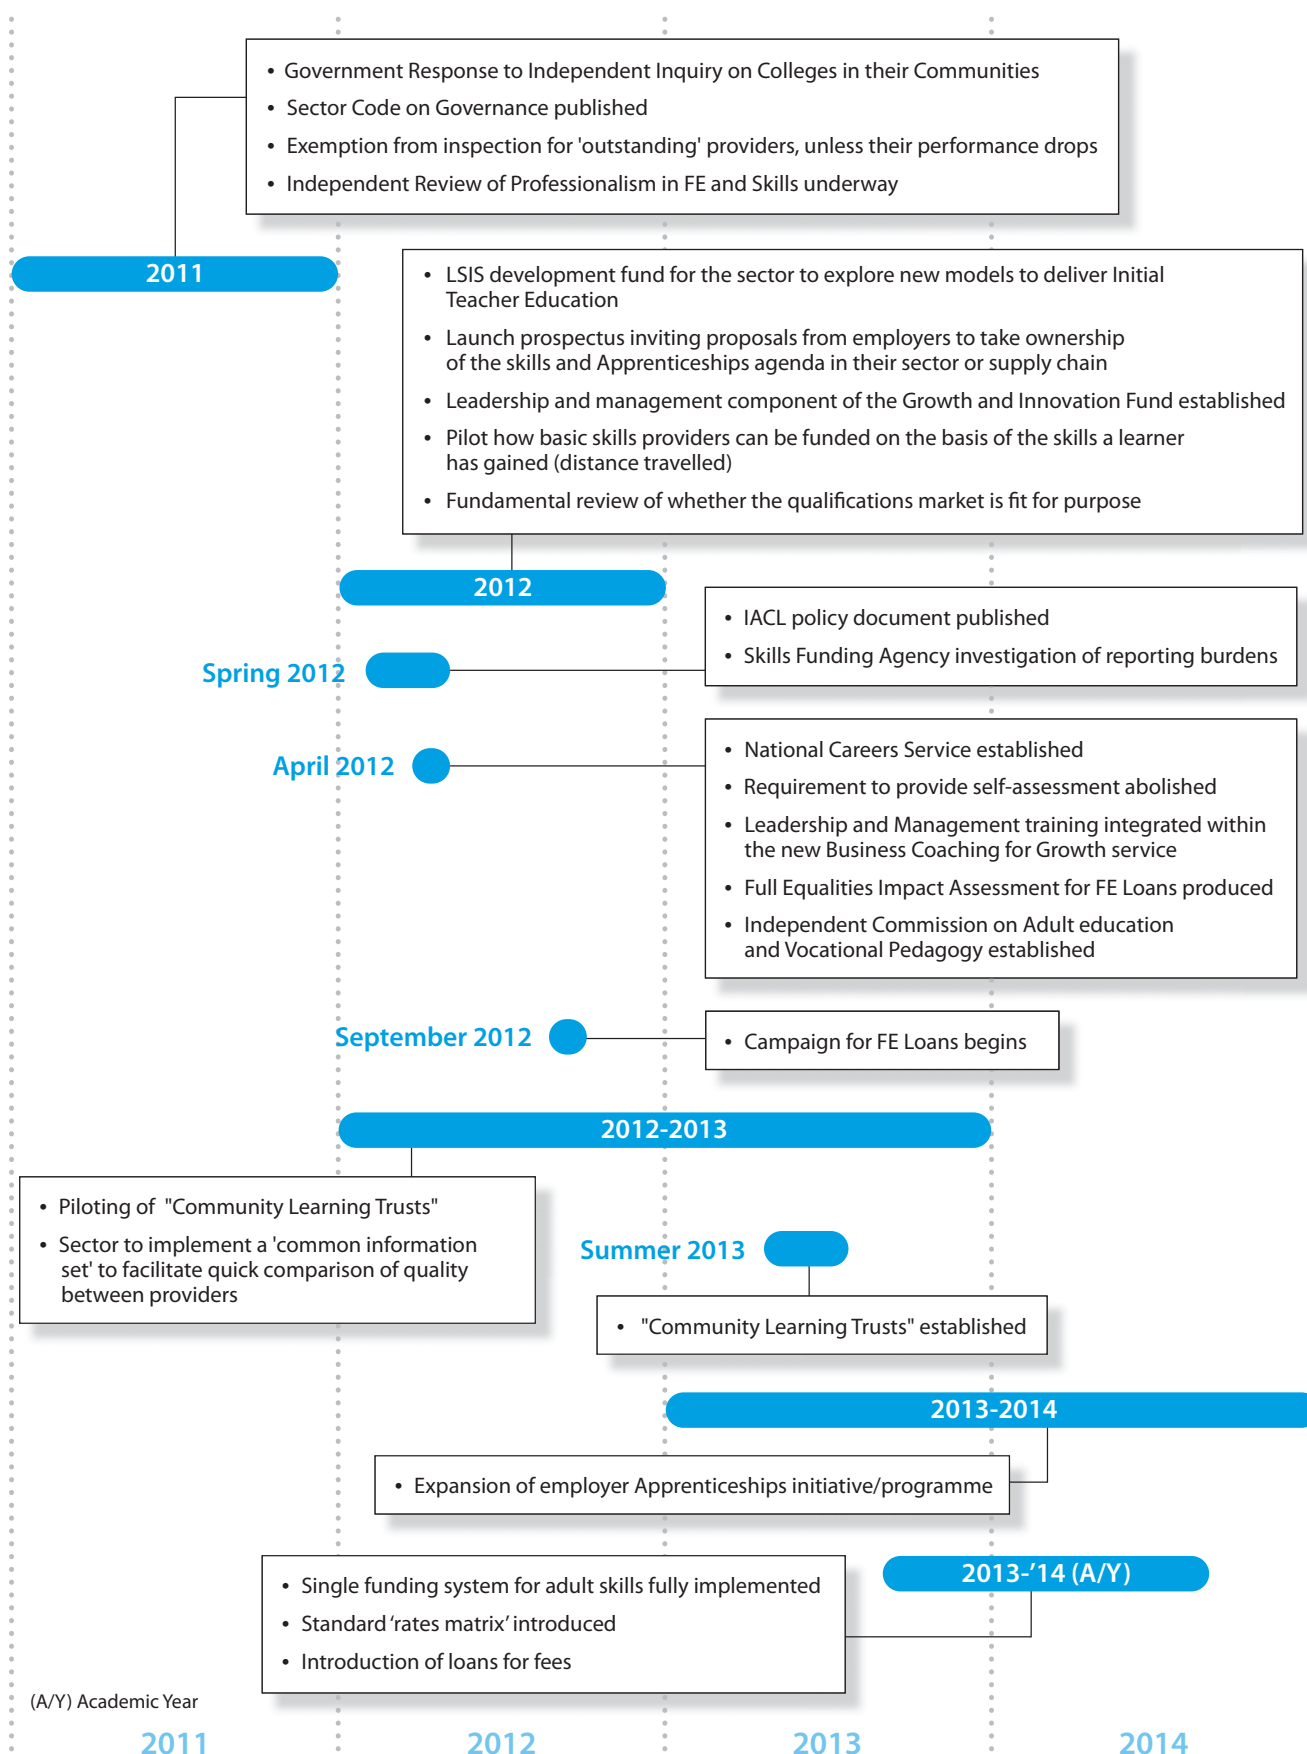 • Government Response to Independent Inquiry on Colleges in their Communities
• Sector Code on Governance published
• Exemption from inspection for 'outstanding' providers, unless their performance drops
• Independent Review of Professionalism in FE and Skills underway
2011
• LSIS development fund for the sector to explore new models to deliver Initial
Teacher Education
• Launch prospectus inviting proposals from employers to take ownership
of the skills and Apprenticeships agenda in their sector or supply chain
• Leadership and management component of the Growth and Innovation Fund established
• Pilot how basic skills providers can be funded on the basis of the skills a learner
has gained (distance travelled)
• Fundamental review of whether the qualifications market is fit for purpose
2012
Spring 2012
• IACL policy document published
• Skills Funding Agency investigation of reporting burdens
April 2012
• National Careers Service established
• Requirement to provide self-assessment abolished
• Leadership and Management training integrated within
the new Business Coaching for Growth service
• Full Equalities Impact Assessment for FE Loans produced
• Independent Commission on Adult education
and Vocational Pedagogy established
September 2012
• Campaign for FE Loans begins
2012-2013
• Piloting of "Community Learning Trusts"
• Sector to implement a 'common information
set' to facilitate quick comparison of quality
between providers
Summer 2013
• "Community Learning Trusts" established
2013-2014
• Expansion of employer Apprenticeships initiative/programme
2013-’14 (A/Y)
• Single funding system for adult skills fully implemented
• Standard ‘rates matrix’ introduced
• Introduction of loans for fees
(A/Y) Academic Year
2011 2012 2013 2014